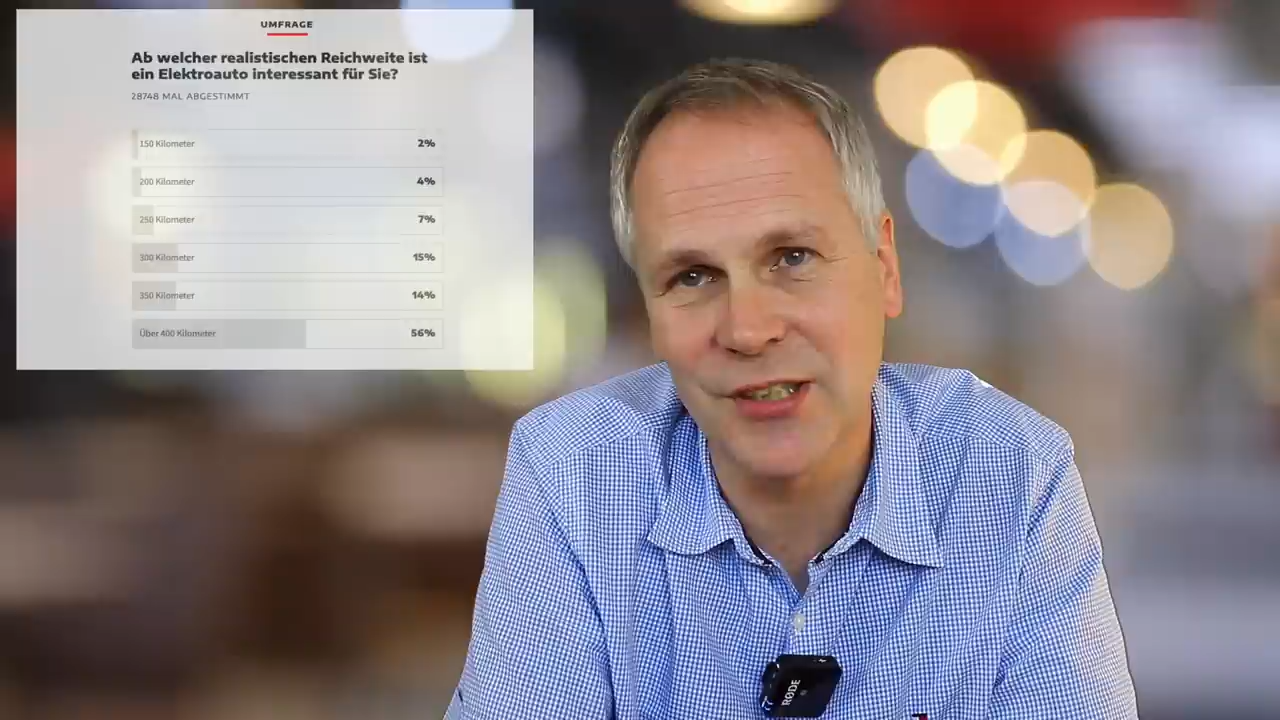 UMFRAGE
Ab welcher realistischen Reichweite ist
ein Elektroauto interessant für Sie?
28748 MAL ABGESTIMMT
150 Kilometer 2%
200 Kilometer 4%
250 Kilometer 7%
300 Kilometer 15%
350 Kilometer 14%
Über 400 Kilometer 56%
RØDE